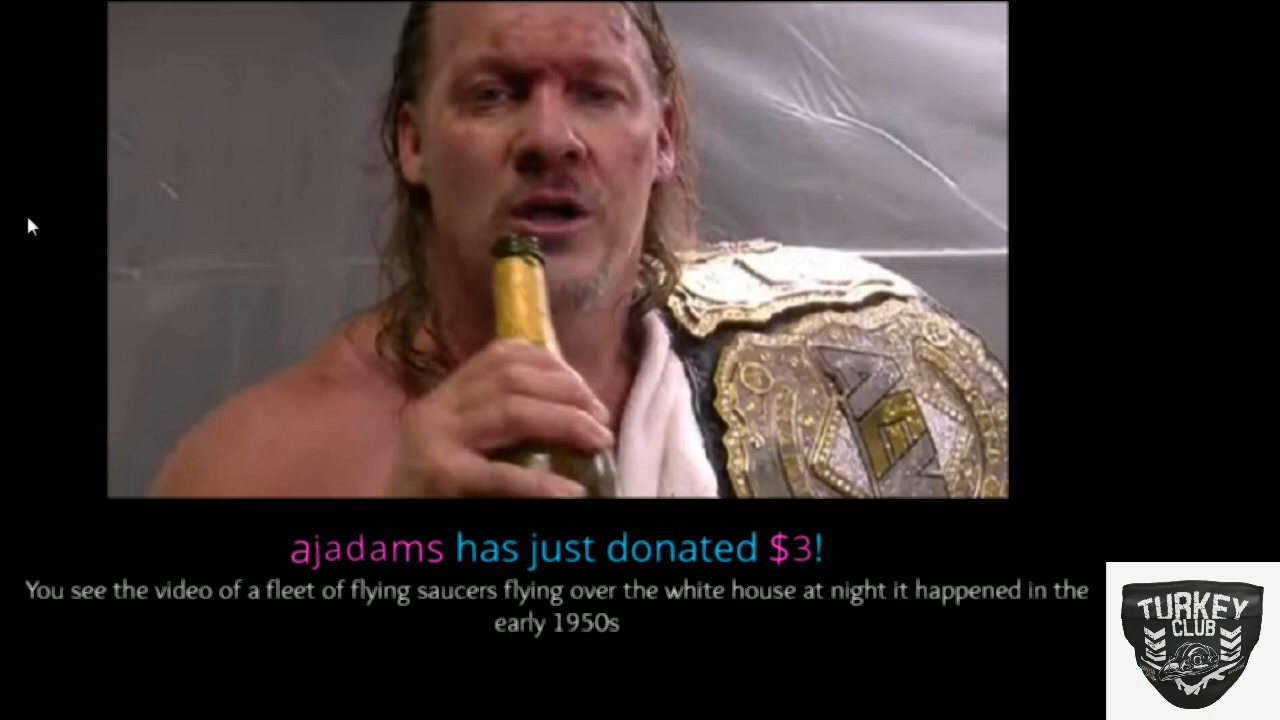 AEW
ajadams has just donated $3!
You see the video of a fleet of flying saucers flying over the white house at night it happened in the
early 1950s
TURKEY
CLUB